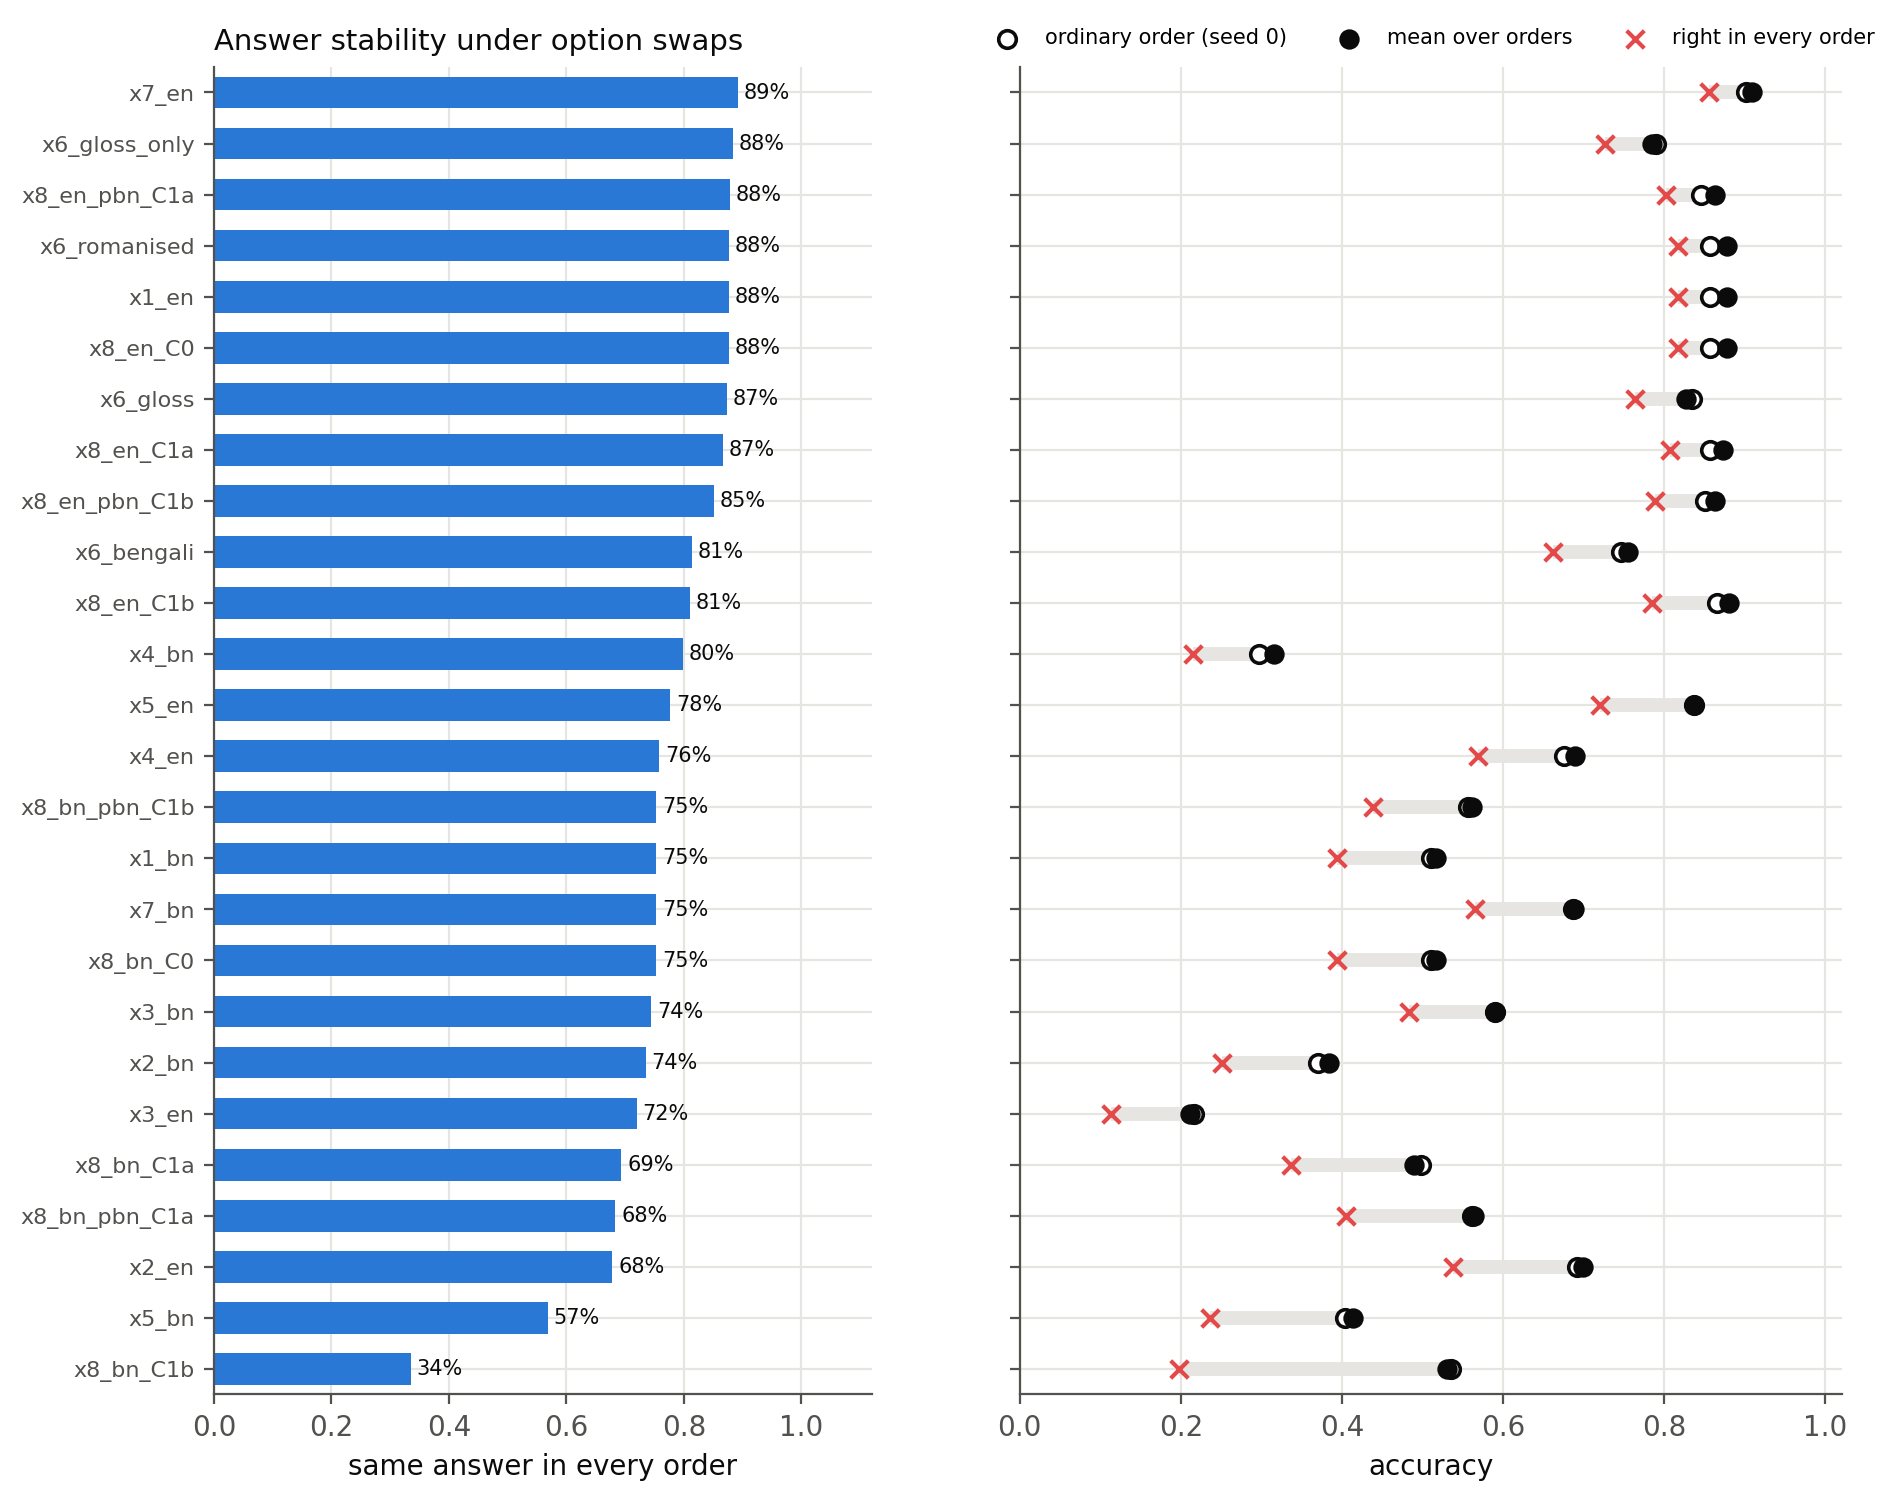 Answer stability under option swaps
x7_en
89%
x6_gloss_only
88%
x8_en_pbn_C1a
88%
x6_romanised
88%
x1_en
88%
x8_en_C0
88%
x6_gloss
87%
x8_en_C1a
87%
x8_en_pbn_C1b
85%
x6_bengali
81%
x8_en_C1b
81%
x4_bn
80%
x5_en
78%
x4_en
76%
x8_bn_pbn_C1b
75%
x1_bn
75%
x7_bn
75%
x8_bn_C0
75%
x3_bn
74%
x2_bn
74%
x3_en
72%
x8_bn_C1a
69%
x8_bn_pbn_C1a
68%
x2_en
68%
x5_bn
57%
x8_bn_C1b
34%
0.0 0.2 0.4 0.6 0.8 1.0
same answer in every order
ordinary order (seed 0) mean over orders right in every order
0.0 0.2 0.4 0.6 0.8 1.0
accuracy